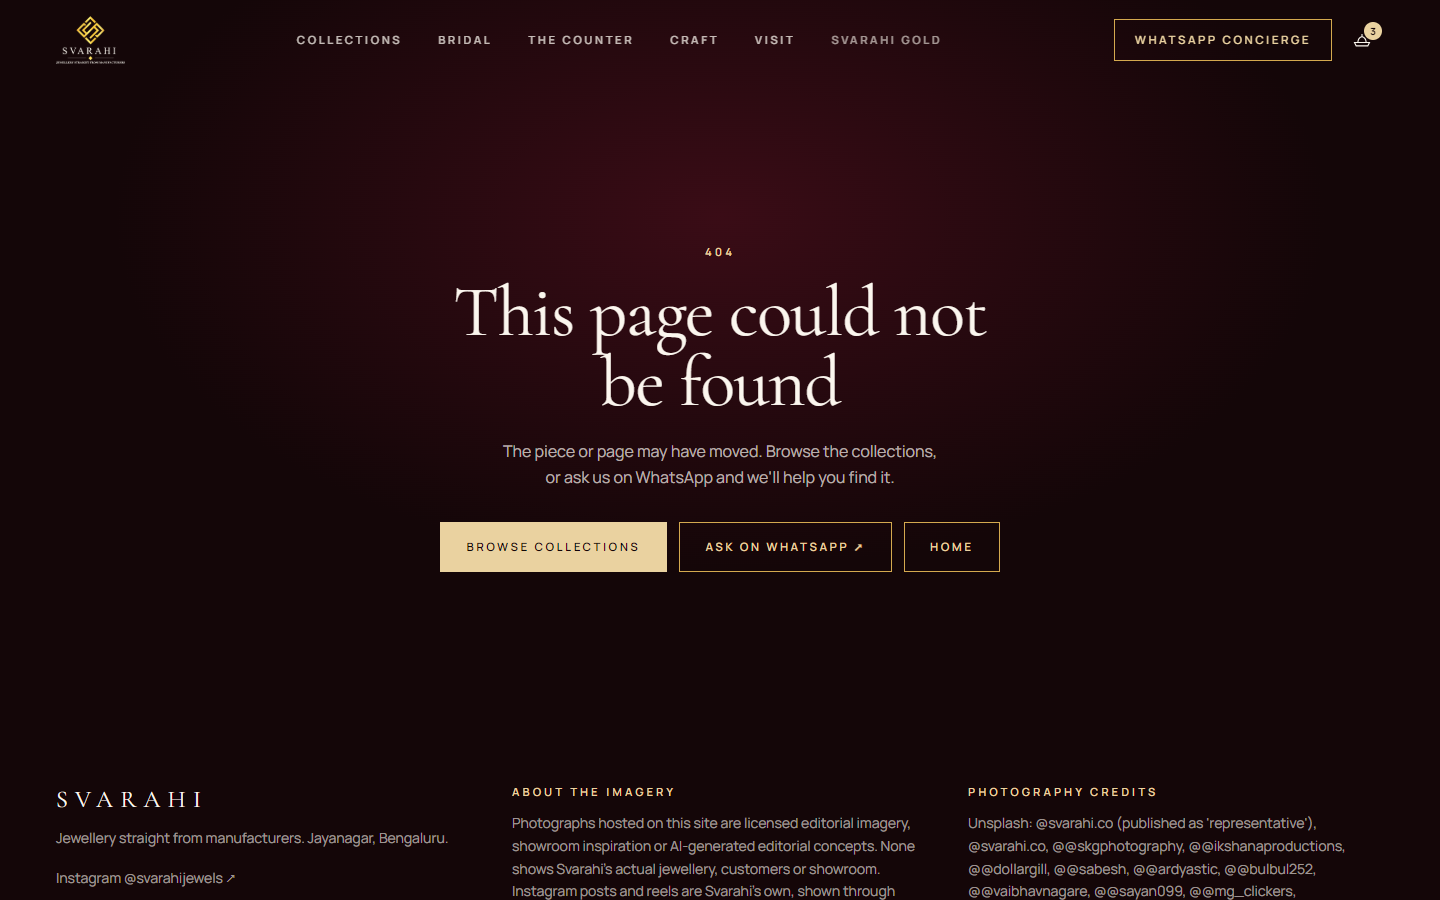 SVARAHI
JEWELLERY STRAIGHT FROM MANUFACTURERS
COLLECTIONS
BRIDAL
THE COUNTER
CRAFT
VISIT
SVARAHI GOLD
WHATSAPP CONCIERGE
3
404
This page could not
be found
The piece or page may have moved. Browse the collections,
or ask us on WhatsApp and we'll help you find it.
BROWSE COLLECTIONS
ASK ON WHATSAPP ↗
HOME
SVARAHI
Jewellery straight from manufacturers. Jayanagar, Bengaluru.
Instagram @svarahijewels ↗
ABOUT THE IMAGERY
Photographs hosted on this site are licensed editorial imagery,
showroom inspiration or AI-generated editorial concepts. None
shows Svarahi's actual jewellery, customers or showroom.
Instagram posts and reels are Svarahi's own, shown through
PHOTOGRAPHY CREDITS
Unsplash: @svarahi.co (published as 'representative'),
@svarahi.co, @@skgphotography, @@ikshanaproductions,
@@dollargill, @@sabesh, @@ardyastic, @@bulbul252,
@@vaibhavnagare, @@sayan099, @@mg_clickers,